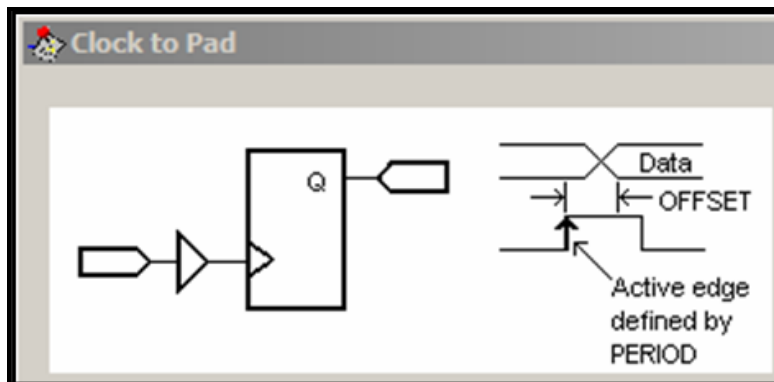 Clock to Pad
Q
Data
OFFSET
Active edge
defined by
PERIOD